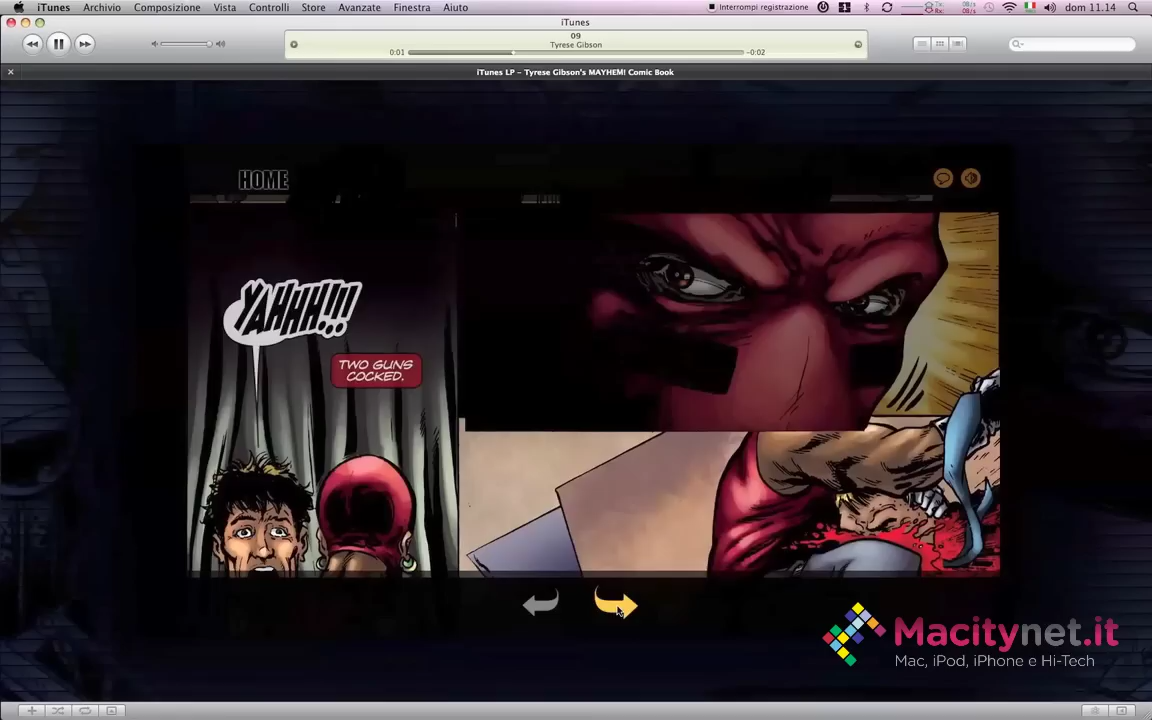 iTunes Archivio Composizione Vista Controlli Store Avanzate Finestra Aiuto
Interrompi registrazione
dom 11.14
iTunes
09
Tyrese Gibson
0:01
-0:02
iTunes LP – Tyrese Gibson's MAYHEM! Comic Book
HOME
YAHHH!!!
TWO GUNS
COCKED.
Macitynet.it
Mac, iPod, iPhone e Hi-Tech